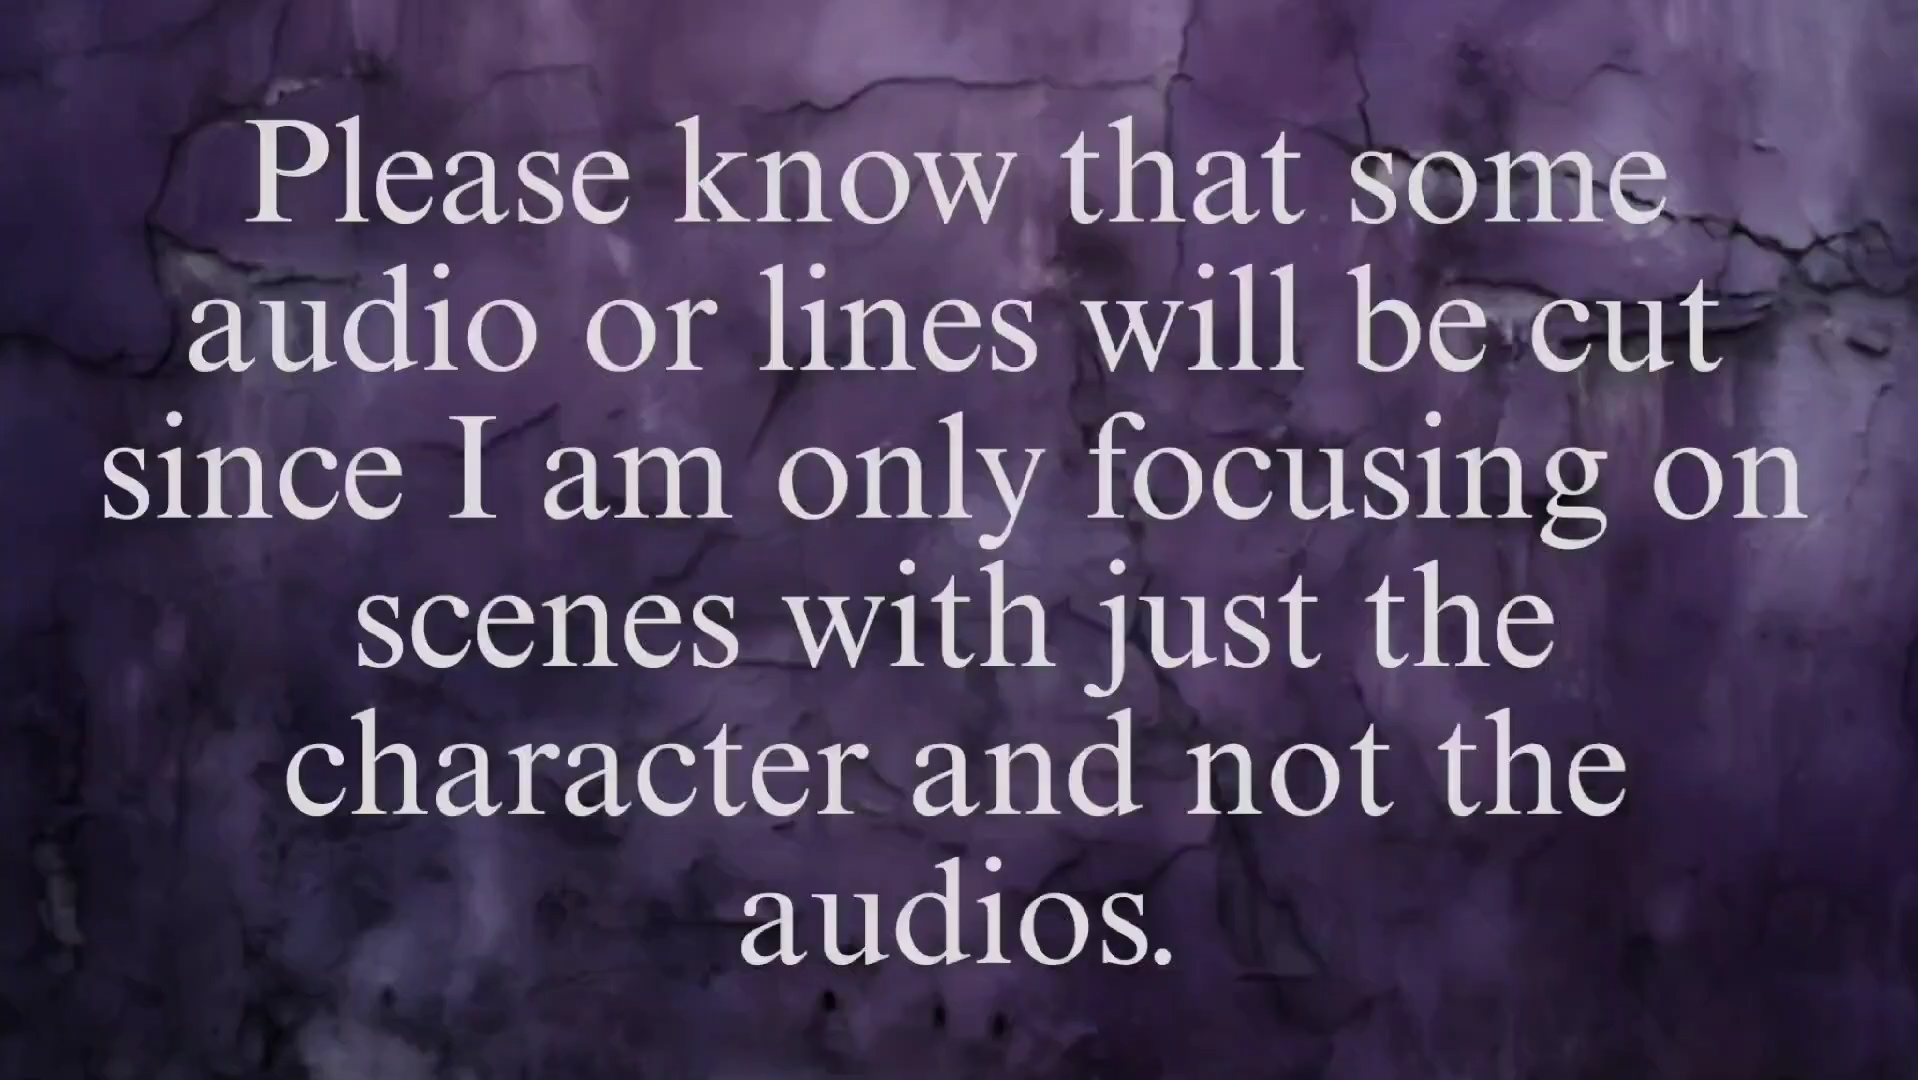 Please know that some
audio or lines will be cut
since I am only focusing on
scenes with just the
character and not the
audios.